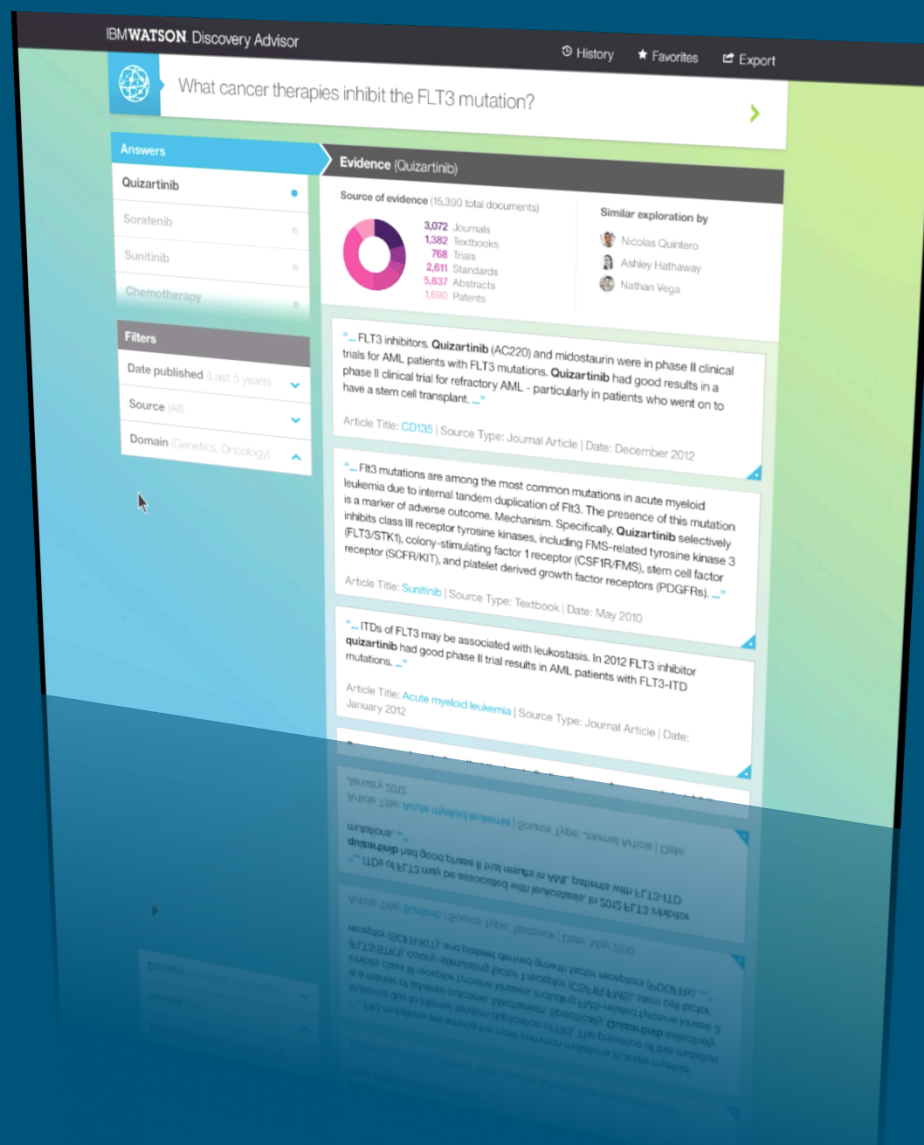 IBM WATSON. Discovery Advisor
History
Favorites
Export
What cancer therapies inhibit the FLT3 mutation?
Answers
Quizartinib
Sorafenib
Sunitinib
Chemotherapy
Filters
Date published (Last 5 years)
Source (All)
Domain (Genetics, Oncology)
Evidence (Quizartinib)
Source of evidence (15,390 total documents)
3,072 Journals
1,382 Textbooks
768 Trials
2,611 Standards
5,837 Abstracts
1,690 Patents
Similar exploration by
Nicolas Quintero
Ashley Hathaway
Nathan Vega
"... FLT3 inhibitors. Quizartinib (AC220) and midostaurin were in phase II clinical
trials for AML patients with FLT3 mutations. Quizartinib had good results in a
phase II clinical trial for refractory AML - particularly in patients who went on to
have a stem cell transplant. ..."
Article Title: CD135 | Source Type: Journal Article | Date: December 2012
"... Flt3 mutations are among the most common mutations in acute myeloid
leukemia due to internal tandem duplication of Flt3. The presence of this mutation
is a marker of adverse outcome. Mechanism. Specifically, Quizartinib selectively
inhibits class III receptor tyrosine kinases, including FMS-related tyrosine kinase 3
(FLT3/STK1), colony-stimulating factor 1 receptor (CSF1R/FMS), stem cell factor
receptor (SCFR/KIT), and platelet derived growth factor receptors (PDGFRs). ..."
Article Title: Sunitinib | Source Type: Textbook | Date: May 2010
"... ITDs of FLT3 may be associated with leukostasis. In 2012 FLT3 inhibitor
quizartinib had good phase II trial results in AML patients with FLT3-ITD
mutations. ..."
Article Title: Acute myeloid leukemia | Source Type: Journal Article | Date:
January 2012